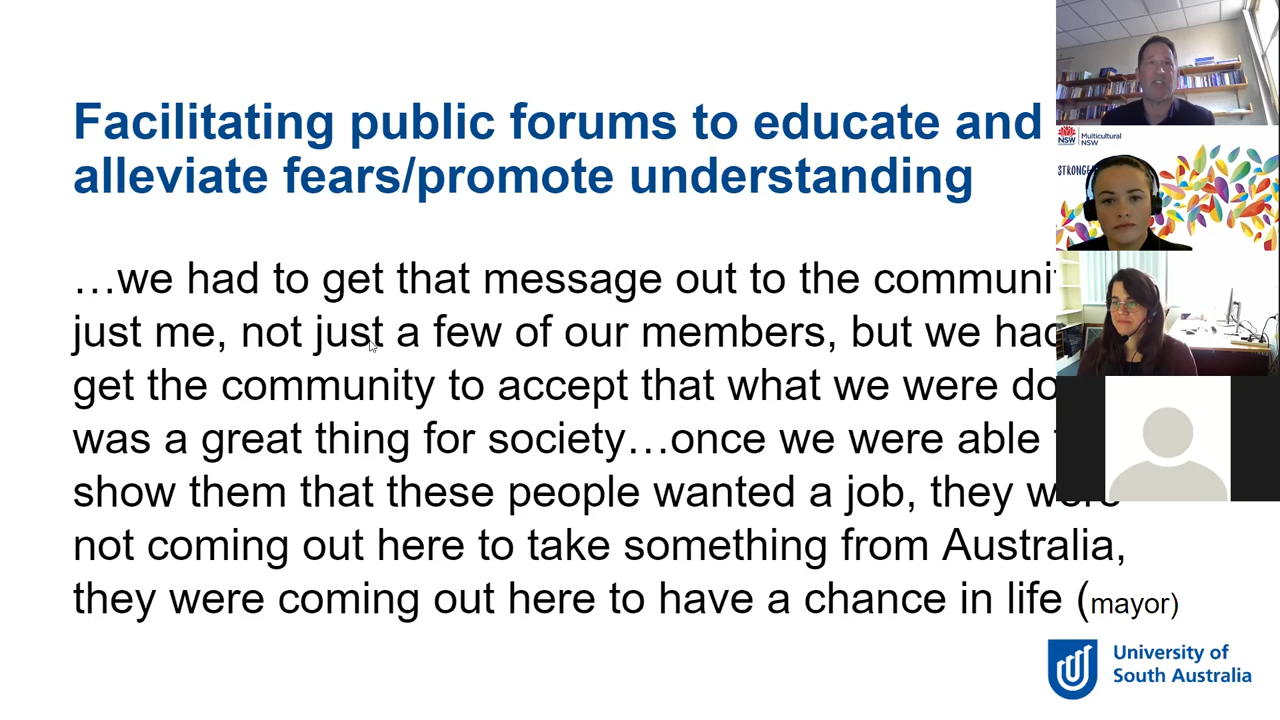 Facilitating public forums to educate and
alleviate fears/promote understanding
…we had to get that message out to the
just me, not just a few of our members, but we
get the community to accept that what we were
was a great thing for society…once we were able
show them that these people wanted a job, they were
not coming out here to take something from Australia,
they were coming out here to have a chance in life (mayor)
NSW
Multicultural
NSW
University of
South Australia